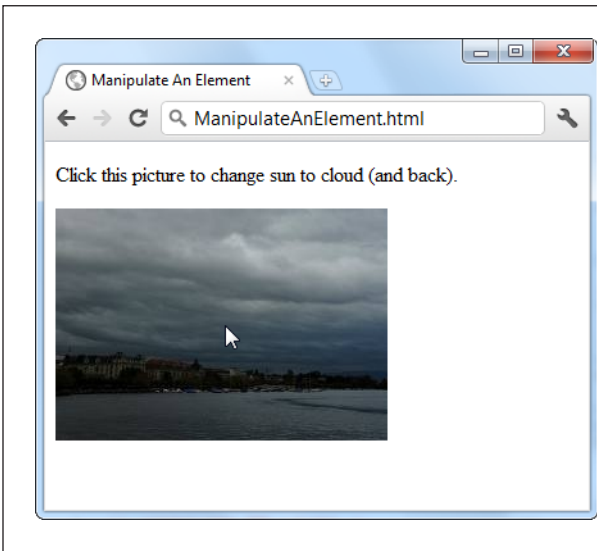 Manipulate An Element
ManipulateAnElement.html
Click this picture to change sun to cloud (and back).